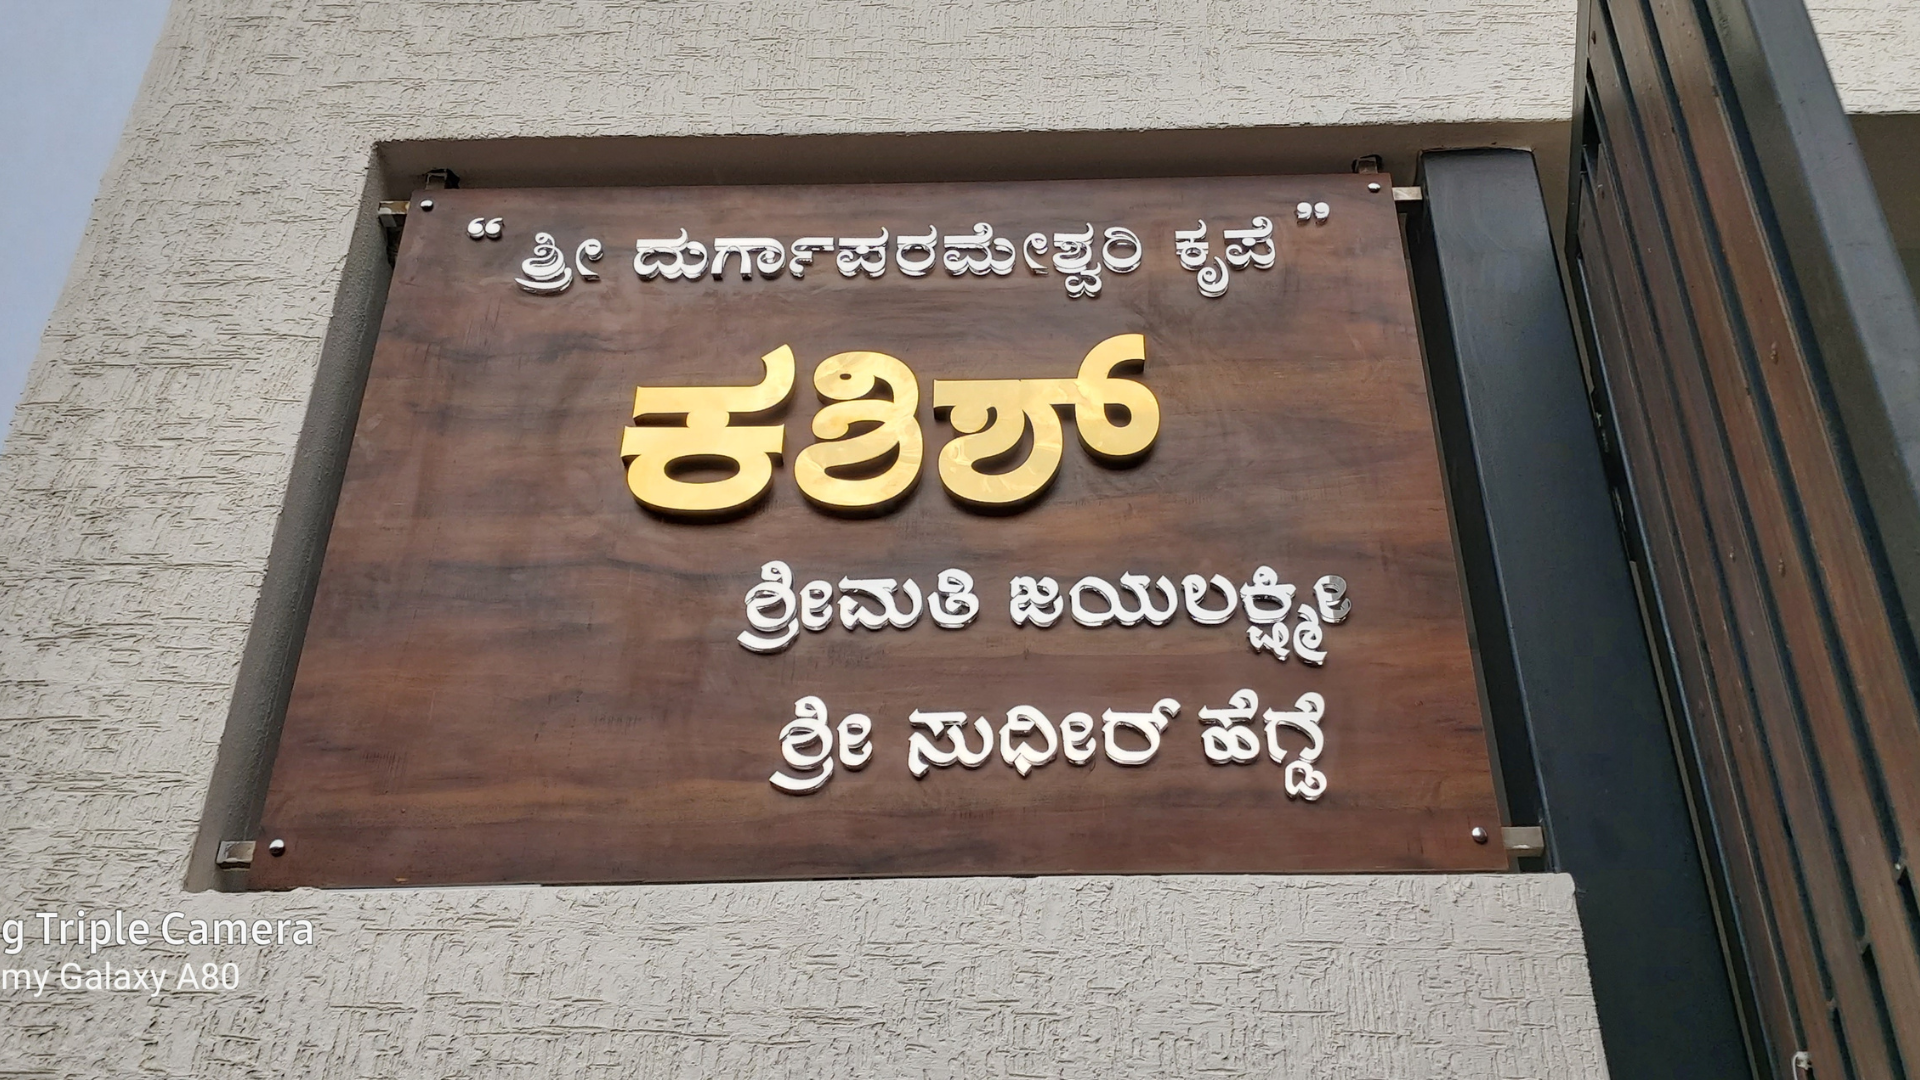 “ ಶ್ರೀ ದುರ್ಗಾಪರಮೇಶ್ವರಿ ಕೃಪೆ ”
ಕಶಿಶ್
ಶ್ರೀಮತಿ ಜಯಲಕ್ಷ್ಮೀ
ಶ್ರೀ ಸುಧೀರ್ ಹೆಗ್ಡೆ
g Triple Camera
my Galaxy A80